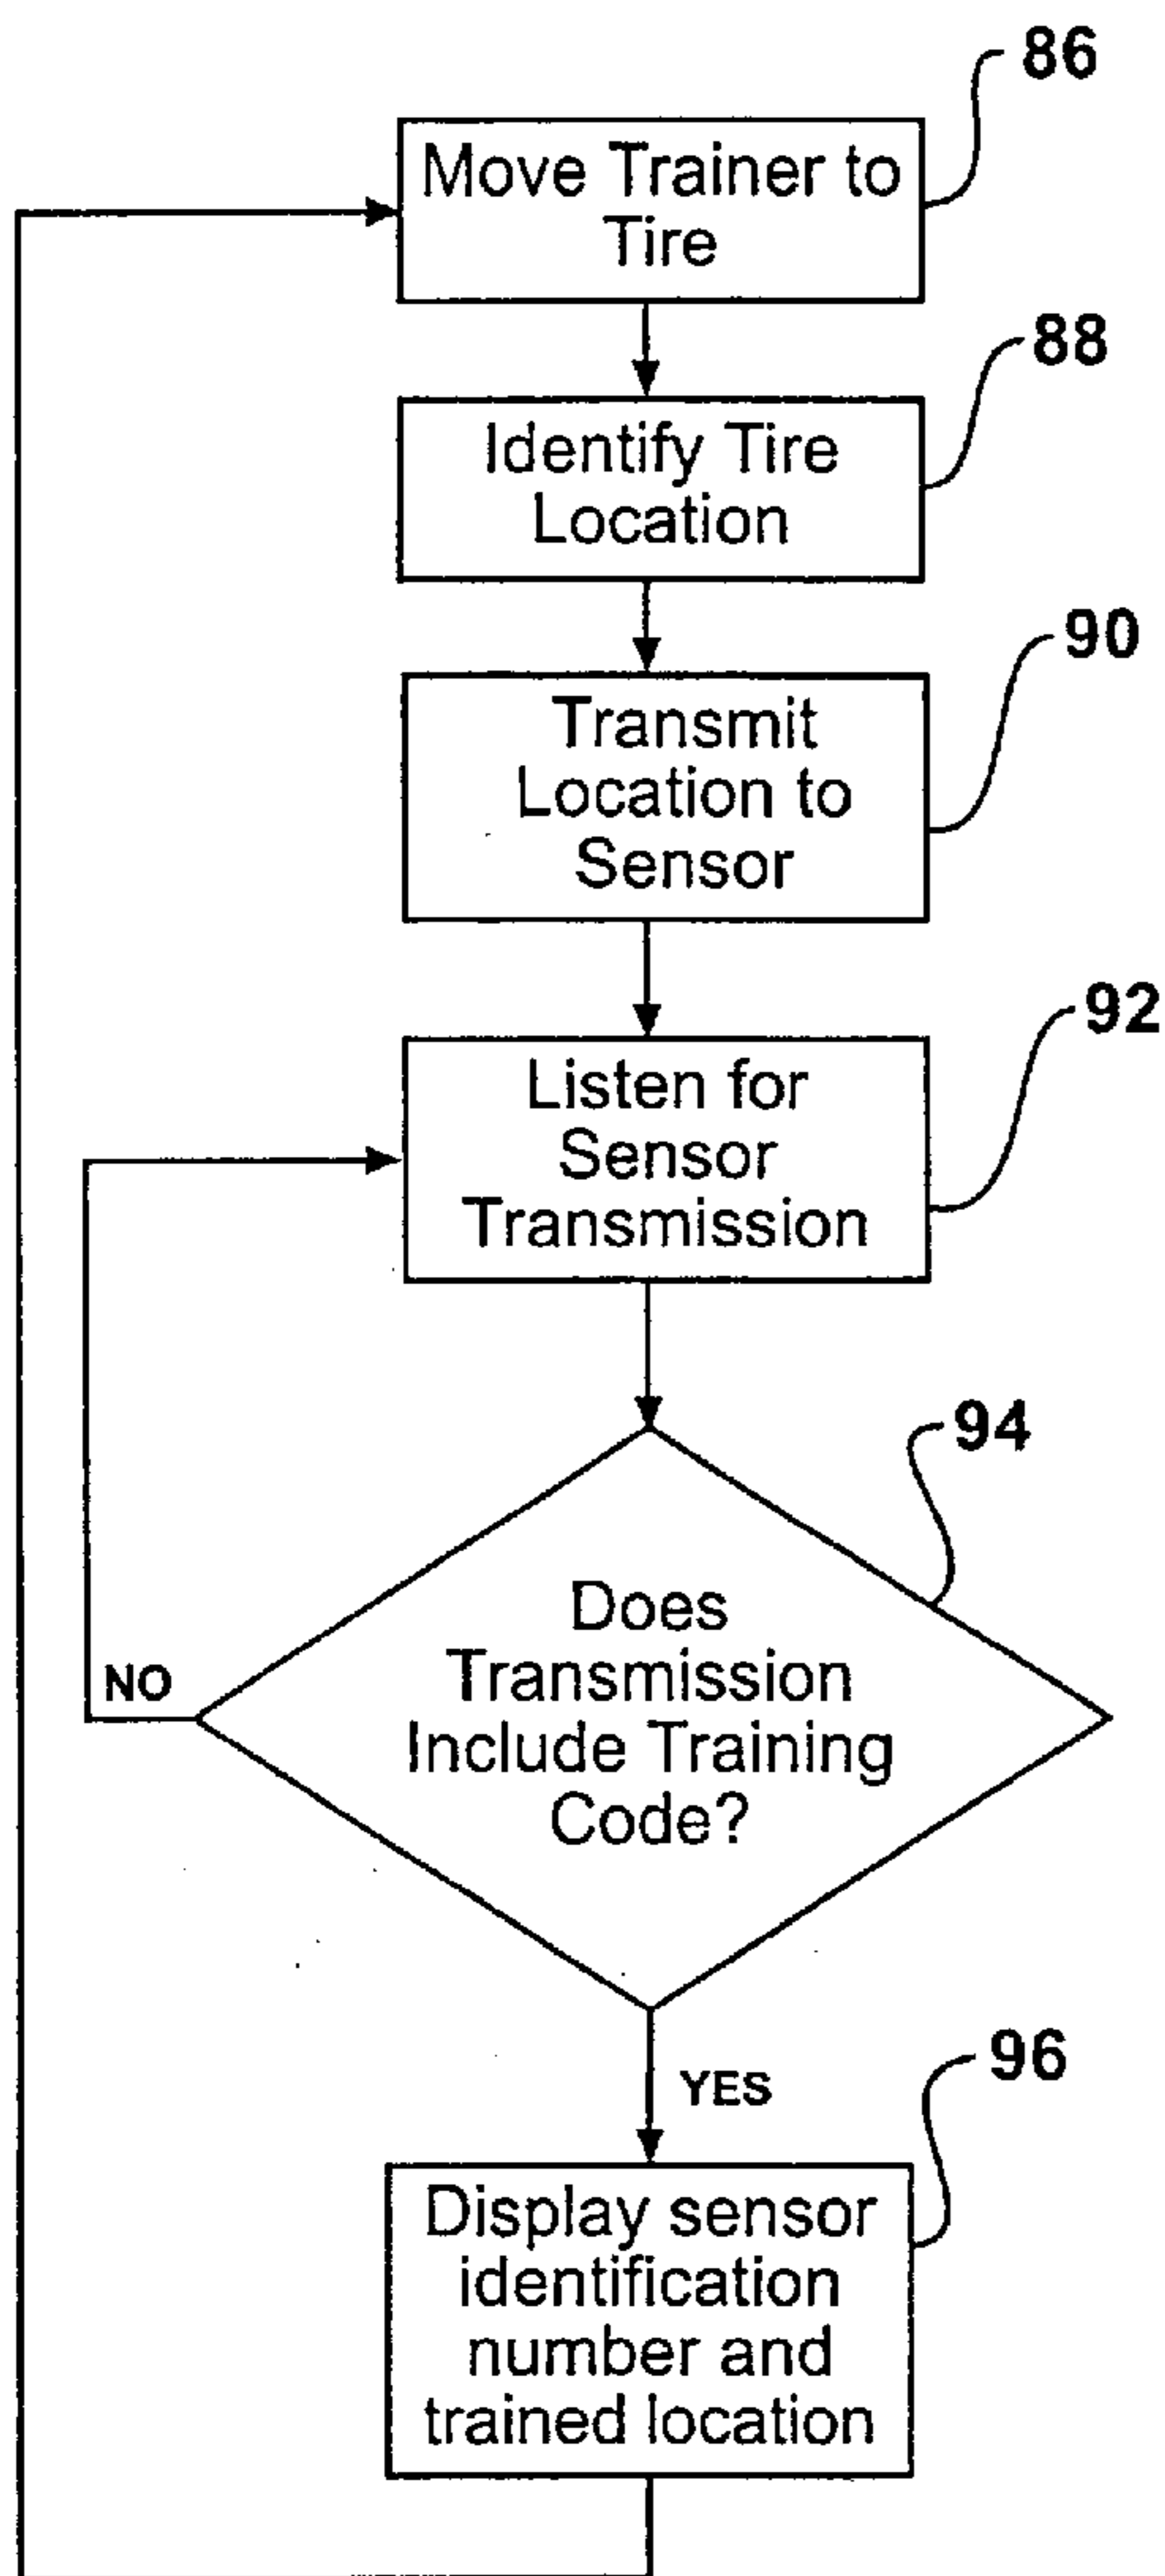 86
Move Trainer to
Tire
88
Identify Tire
Location
90
Transmit
Location to
Sensor
92
Listen for
Sensor
Transmission
94
Does
Transmission
Include Training
Code?
NO
YES
96
Display sensor
identification
number and
trained location